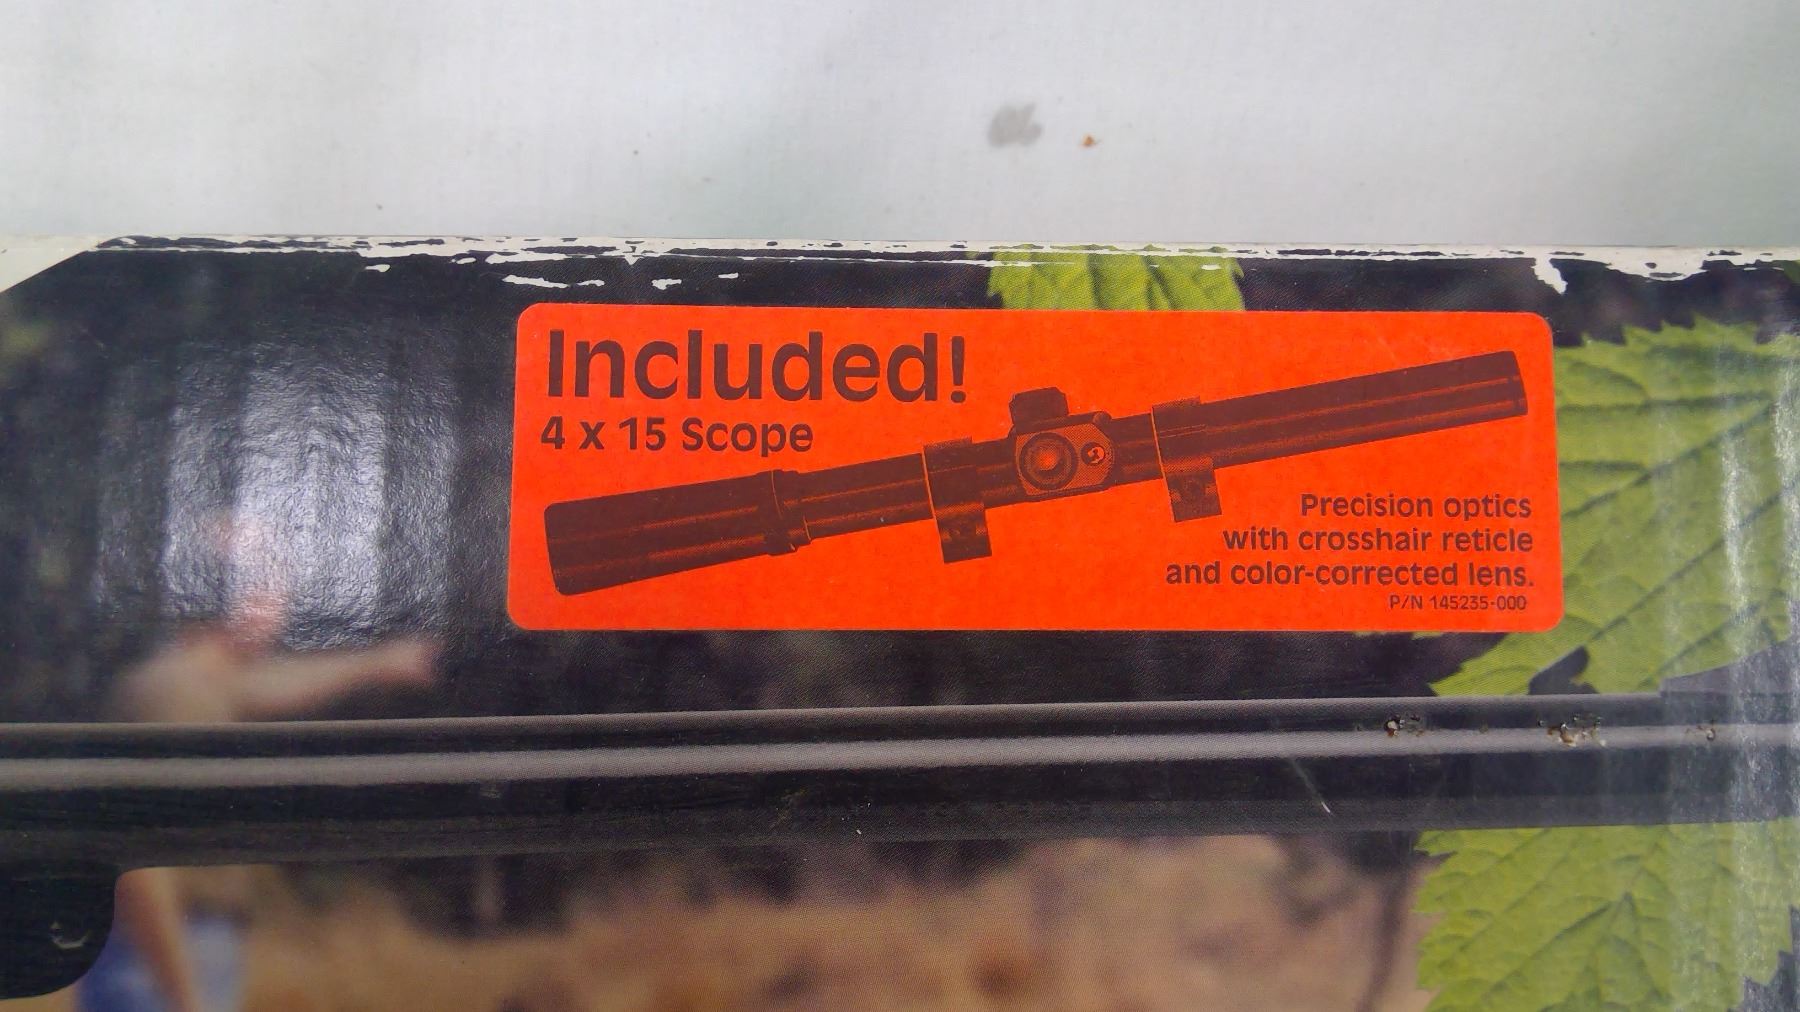 Included!
4 x 15 Scope
Precision optics
with crosshair reticle
and color-corrected lens.
P/N 145235-000